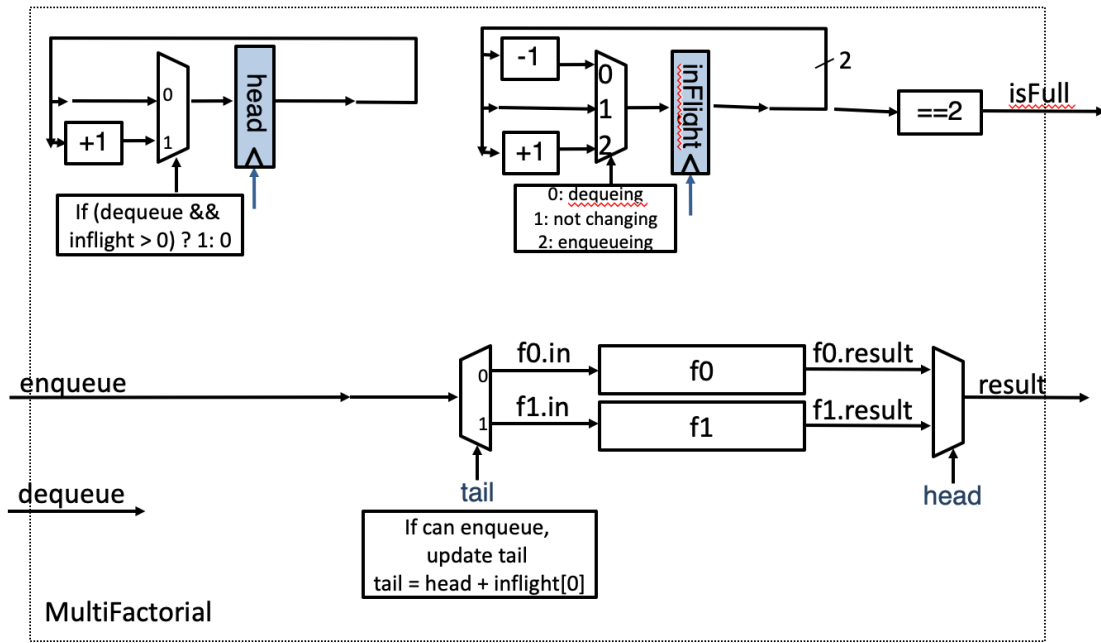 0
1
+1
head
If (dequeue &&
inflight > 0) ? 1: 0
-1
0
1
2
+1
inFlight
2
==2
isFull
0: dequeing
1: not changing
2: enqueueing
enqueue
0
1
f0.in
f1.in
f0
f1
f0.result
f1.result
result
dequeue
tail
head
If can enqueue,
update tail
tail = head + inflight[0]
MultiFactorial